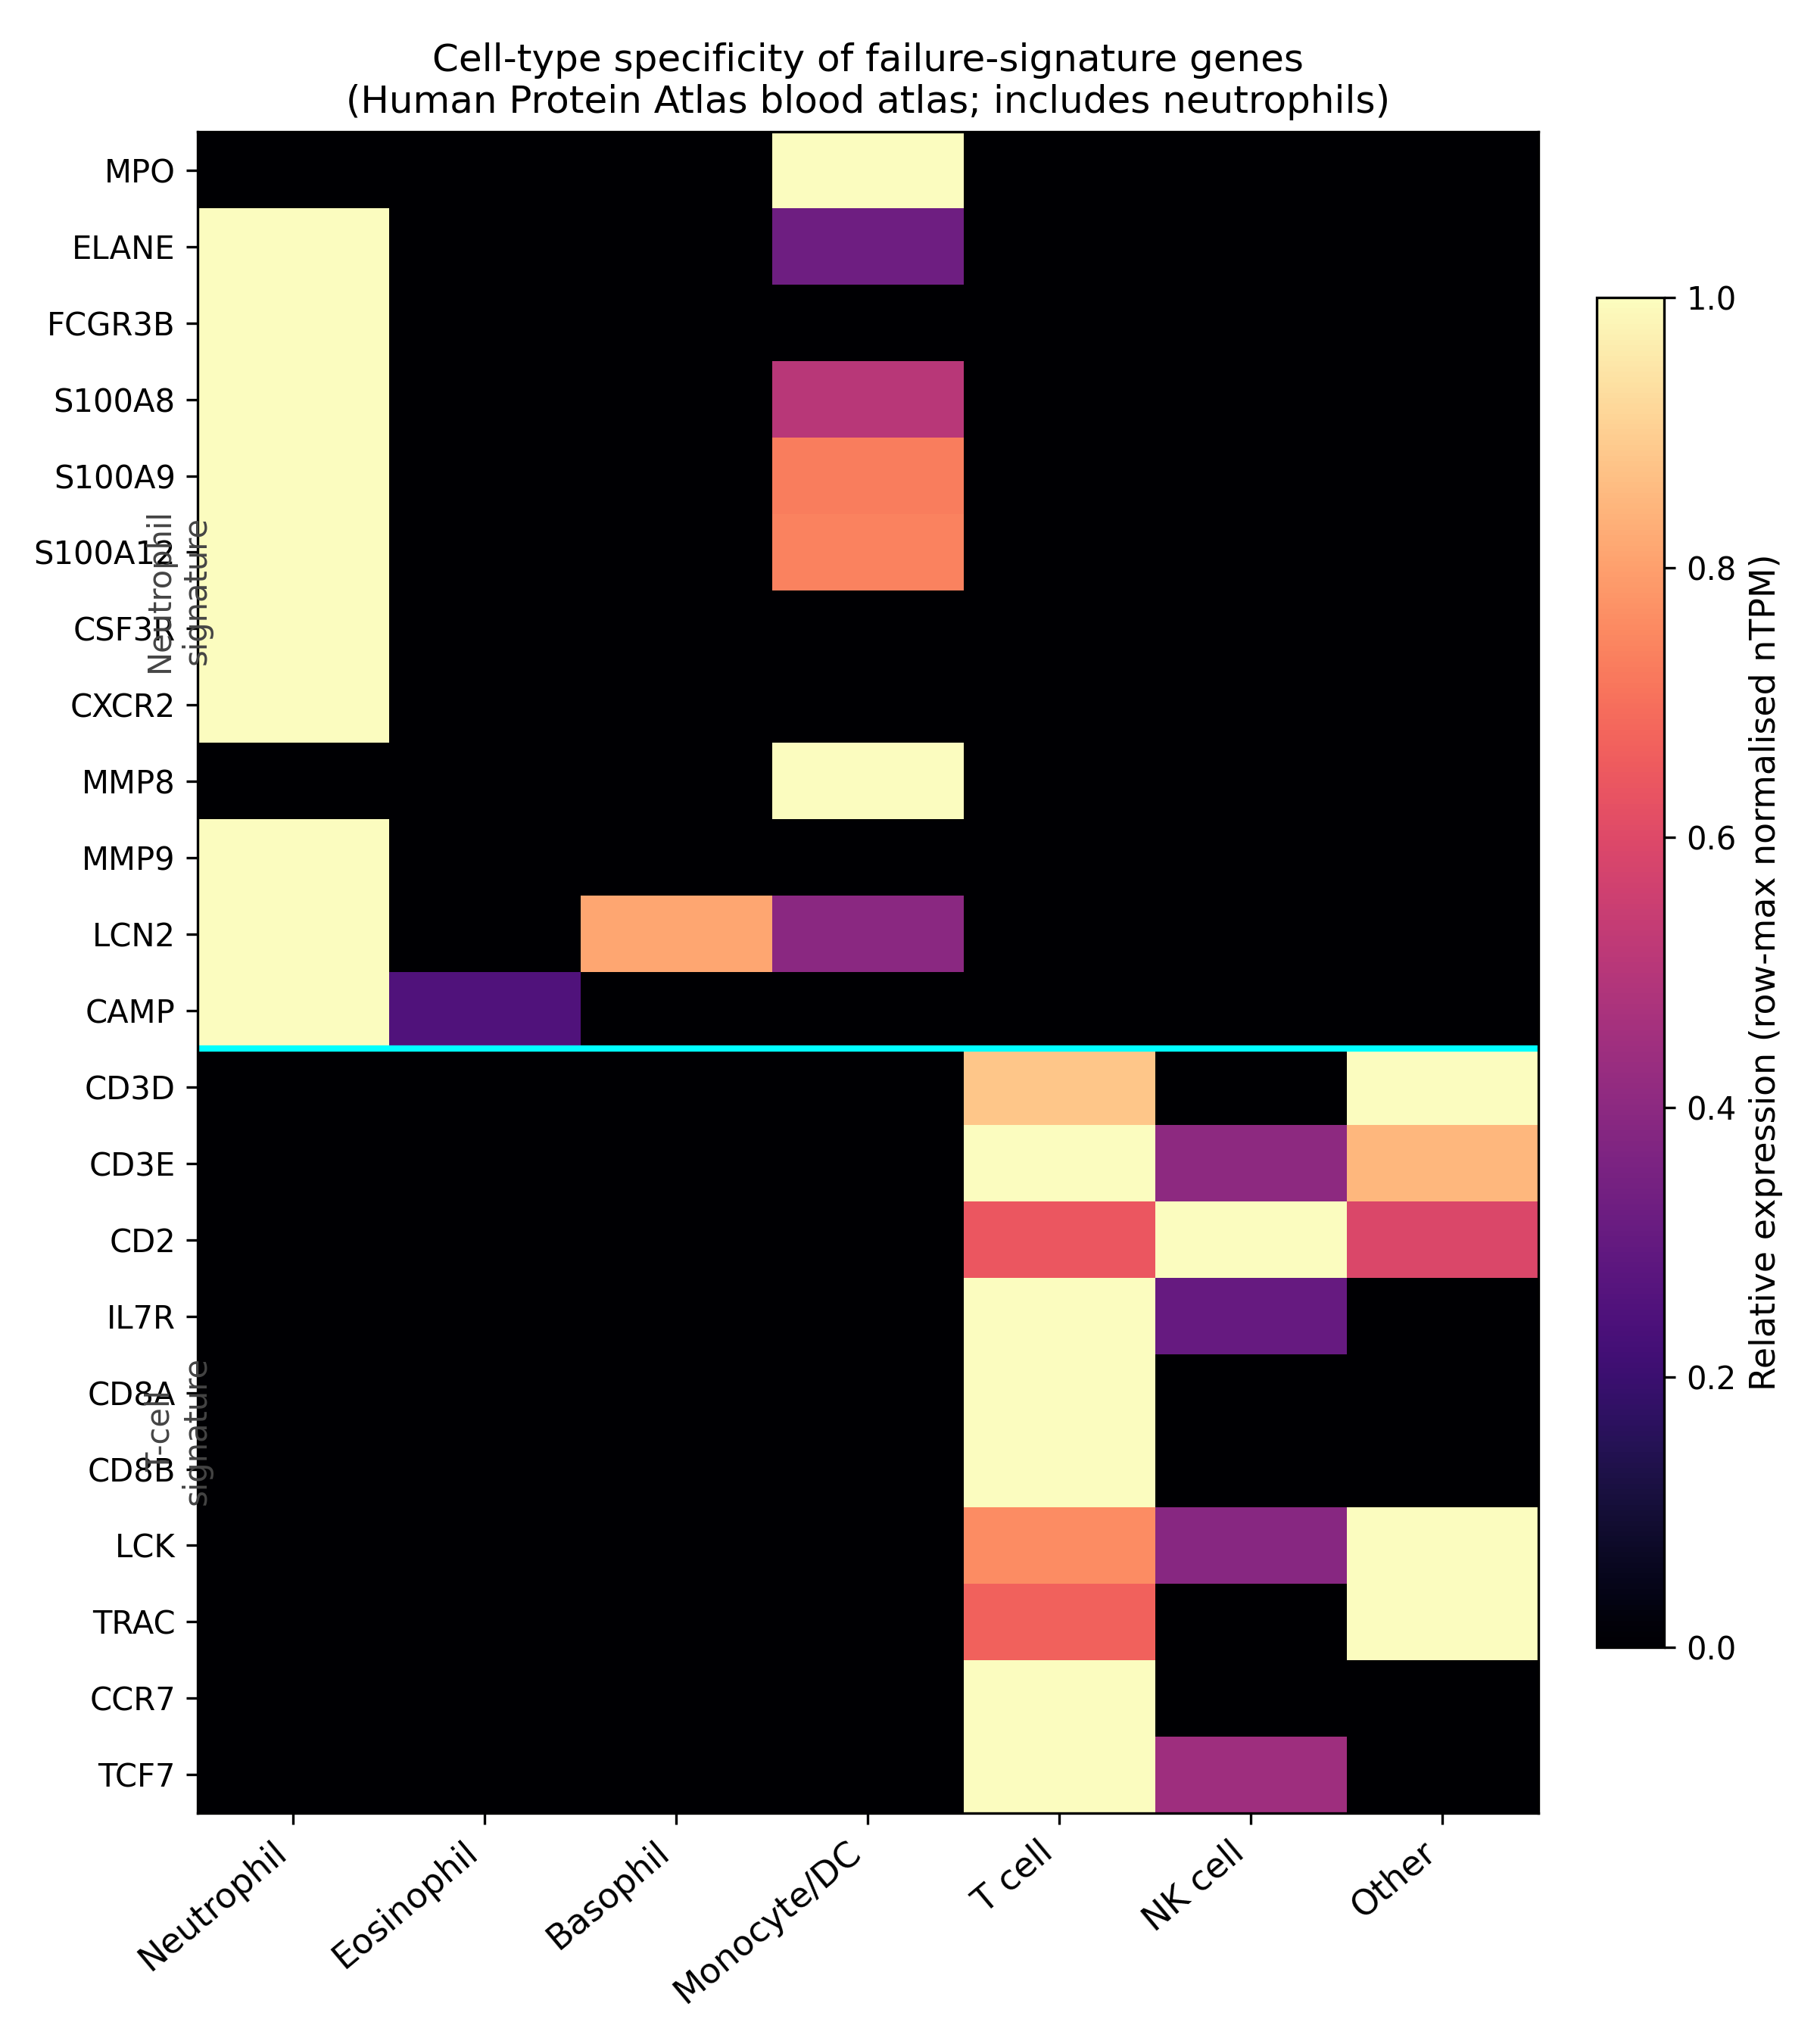 Cell-type specificity of failure-signature genes
(Human Protein Atlas blood atlas; includes neutrophils)
MPO
ELANE
FCGR3B
S100A8
S100A9
S100A12
CSF3R
CXCR2
MMP8
MMP9
LCN2
CAMP
CD3D
CD3E
CD2
IL7R
CD8A
CD8B
LCK
TRAC
CCR7
TCF7
Neutrophil
signature
T-cell
signature
Neutrophil
Eosinophil
Basophil
Monocyte/DC
T cell
NK cell
Other
1.0
0.8
0.6
0.4
0.2
0.0
Relative expression (row-max normalised nTPM)